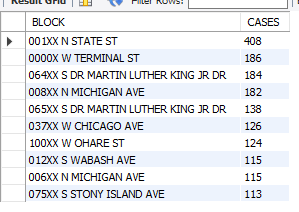 Result Grid Filter Rows:
BLOCK CASES
001XX N STATE ST 408
0000X W TERMINAL ST 186
064XX S DR MARTIN LUTHER KING JR DR 184
008XX N MICHIGAN AVE 182
065XX S DR MARTIN LUTHER KING JR DR 138
037XX W CHICAGO AVE 126
100XX W OHARE ST 124
012XX S WABASH AVE 115
006XX N MICHIGAN AVE 115
075XX S STONY ISLAND AVE 113